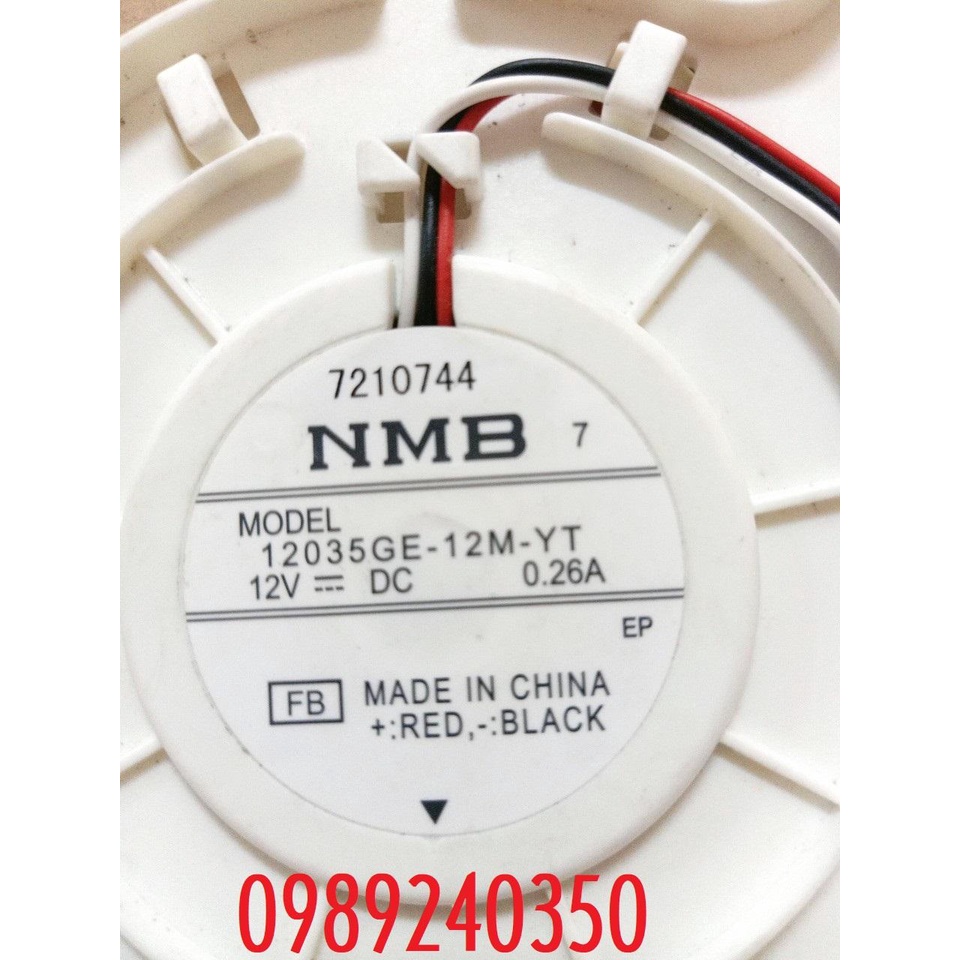 7210744
NMB 7
MODEL
12035GE-12M-YT
12V ⎓ DC 0.26A
EP
FB MADE IN CHINA
+:RED,-:BLACK
0989240350